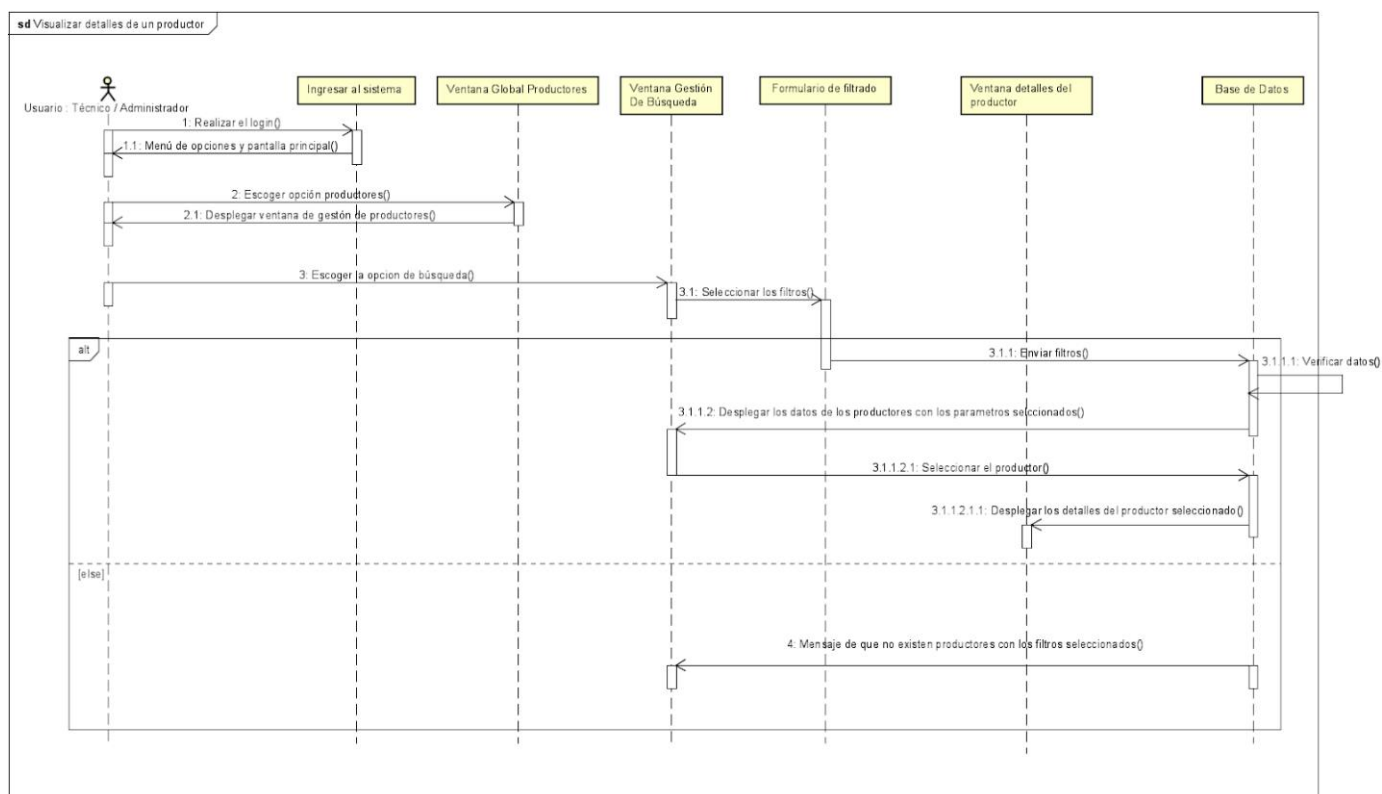 sd Visualizar detalles de un productor
Usuario : Técnico / Administrador
Ingresar al sistema
Ventana Global Productores
Ventana Gestión
De Búsqueda
Formulario de filtrado
Ventana detalles del
productor
Base de Datos
1: Realizar el login()
1.1: Menú de opciones y pantalla principal()
2: Escoger opción productores()
2.1: Desplegar ventana de gestón de productores()
3: Escoger la opcion de búsqueda()
3.1: Seleccionar los filtros()
alt
3.1.1: Enviar filtros()
3.1.1.1: Verificar datos()
3.1.1.2: Desplegar los datos de los productores con los parametros selccionados()
3.1.1.2.1: Seleccionar el productor()
3.1.1.2.1.1: Desplegar los detalles del productor seleccionado()
[else]
4: Mensaje de que no existen productores con los filtros seleccionados()